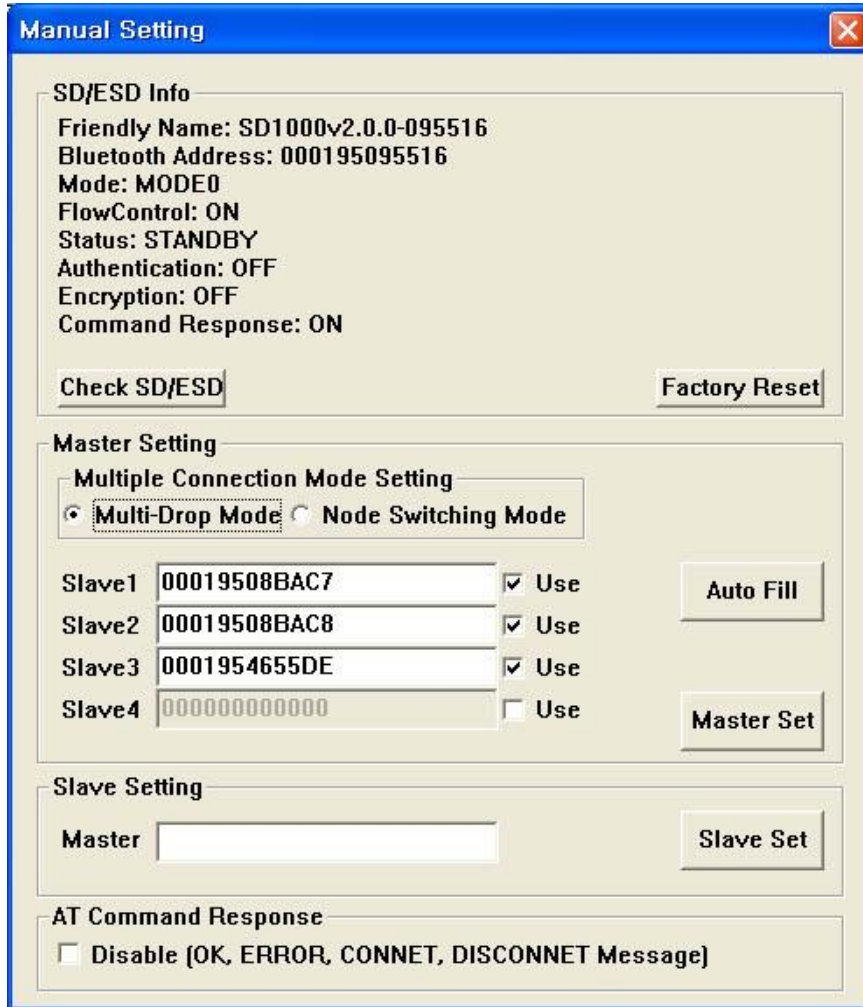 Manual Setting
SD/ESD Info
Friendly Name: SD1000v2.0.0-095516
Bluetooth Address: 000195095516
Mode: MODE0
FlowControl: ON
Status: STANDBY
Authentication: OFF
Encryption: OFF
Command Response: ON
Check SD/ESD Factory Reset
Master Setting
Multiple Connection Mode Setting
Multi-Drop Mode Node Switching Mode
Slave1 00019508BAC7 Use Auto Fill
Slave2 00019508BAC8 Use
Slave3 0001954655DE Use
Slave4 000000000000 Use
Master Set
Slave Setting
Master Slave Set
AT Command Response
Disable (OK, ERROR, CONNET, DISCONNET Message)